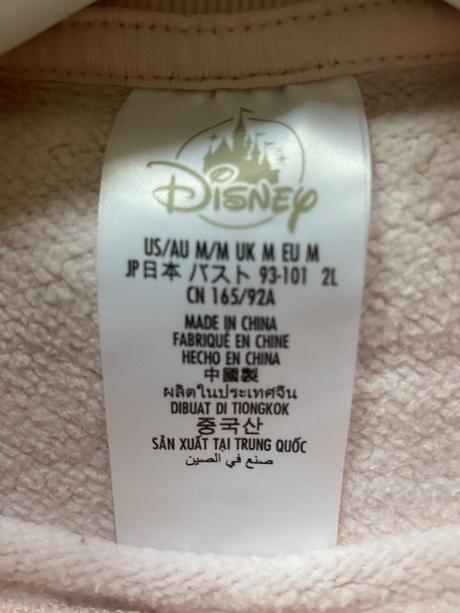 Disney
US/AU M/M UK M EU M
JP日本 バスト 93-101 2L
CN 165/92A
MADE IN CHINA
FABRIQUÉ EN CHINE
HECHO EN CHINA
中國製
ผลิตในประเทศจีน
DIBUAT DI TIONGKOK
중국산
SẢN XUẤT TẠI TRUNG QUỐC
صنع في الصين